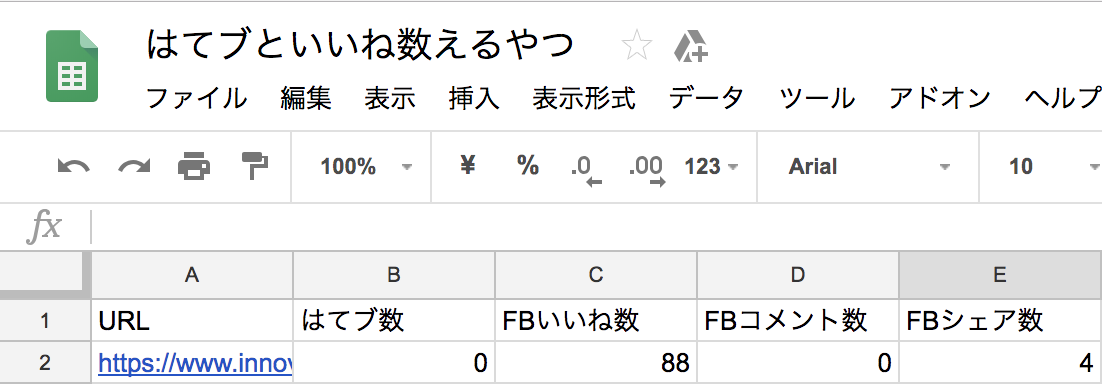 はてブといいね数えるやつ
ファイル 編集 表示 挿入 表示形式 データ ツール アドオン ヘルプ
100% ¥ % .0 .00 123 Arial 10
fx
A B C D E
1 URL はてブ数 FBいいね数 FBコメント数 FBシェア数
2 https://www.innov 0 88 0 4